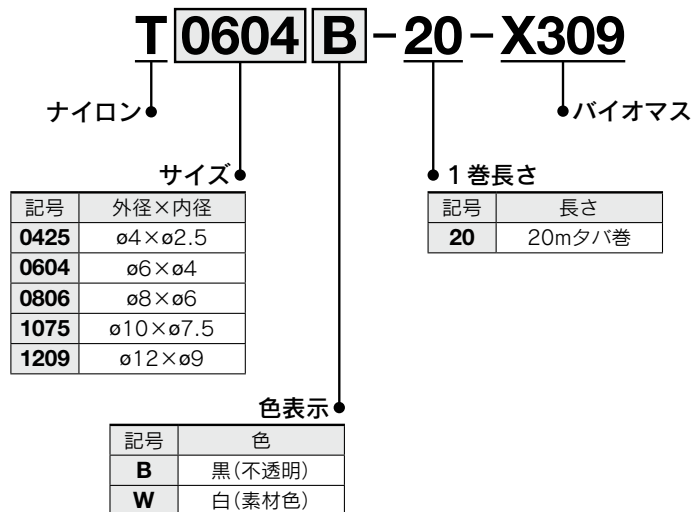 T 0604 B-20-X309
ナイロン
バイオマス
サイズ
記号 外径×内径
0425 ø4×ø2.5
0604 ø6×ø4
0806 ø8×ø6
1075 ø10×ø7.5
1209 ø12×ø9
1巻長さ
記号 長さ
20 20mタバ巻
色表示
記号 色
B 黒(不透明)
W 白(素材色)